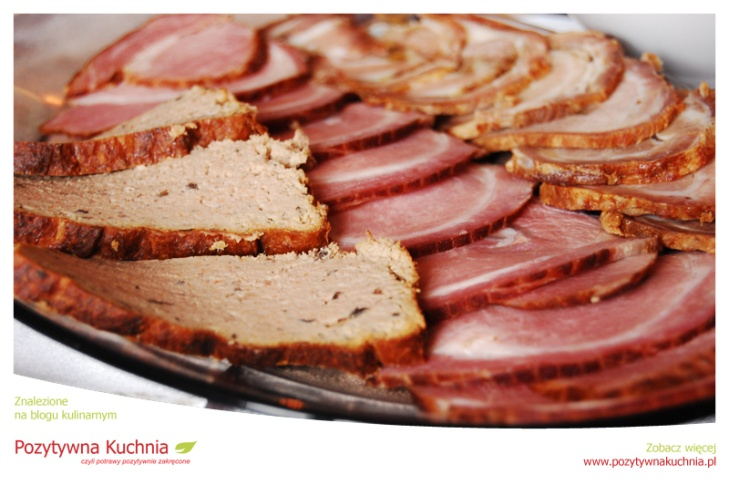 Znalezione
na blogu kulinarnym
Pozytywna Kuchnia
czyli potrawy pozytywnie zakręcone
Zobacz więcej
www.pozytywnakuchnia.pl